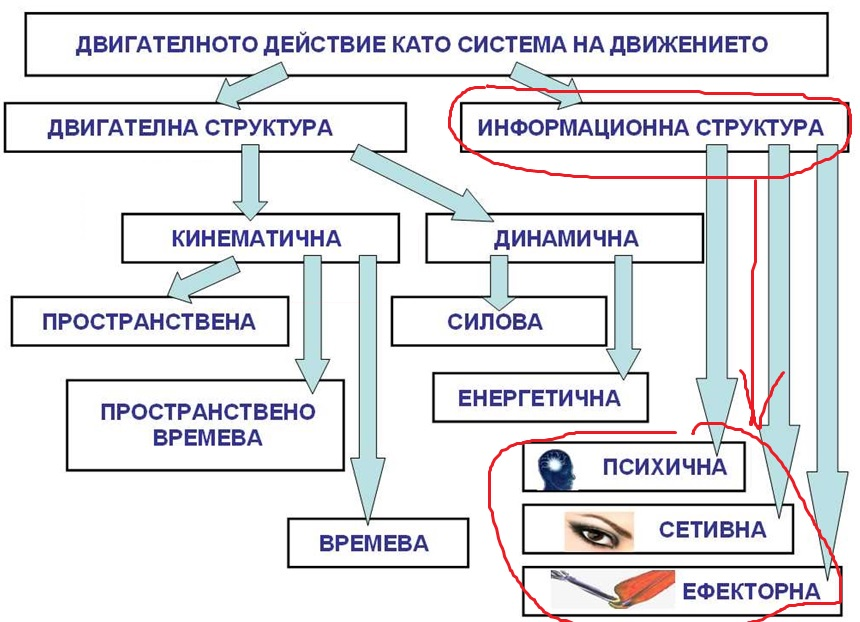 ДВИГАТЕЛНОТО ДЕЙСТВИЕ КАТО СИСТЕМА НА ДВИЖЕНИЕТО
ДВИГАТЕЛНА СТРУКТУРА
ИНФОРМАЦИОННА СТРУКТУРА
КИНЕМАТИЧНА
ДИНАМИЧНА
ПРОСТРАНСТВЕНА
СИЛОВА
ПРОСТРАНСТВЕНО
ВРЕМЕВА
ЕНЕРГЕТИЧНА
ПСИХИЧНА
СЕТИВНА
ВРЕМЕВА
ЕФЕКТОРНА